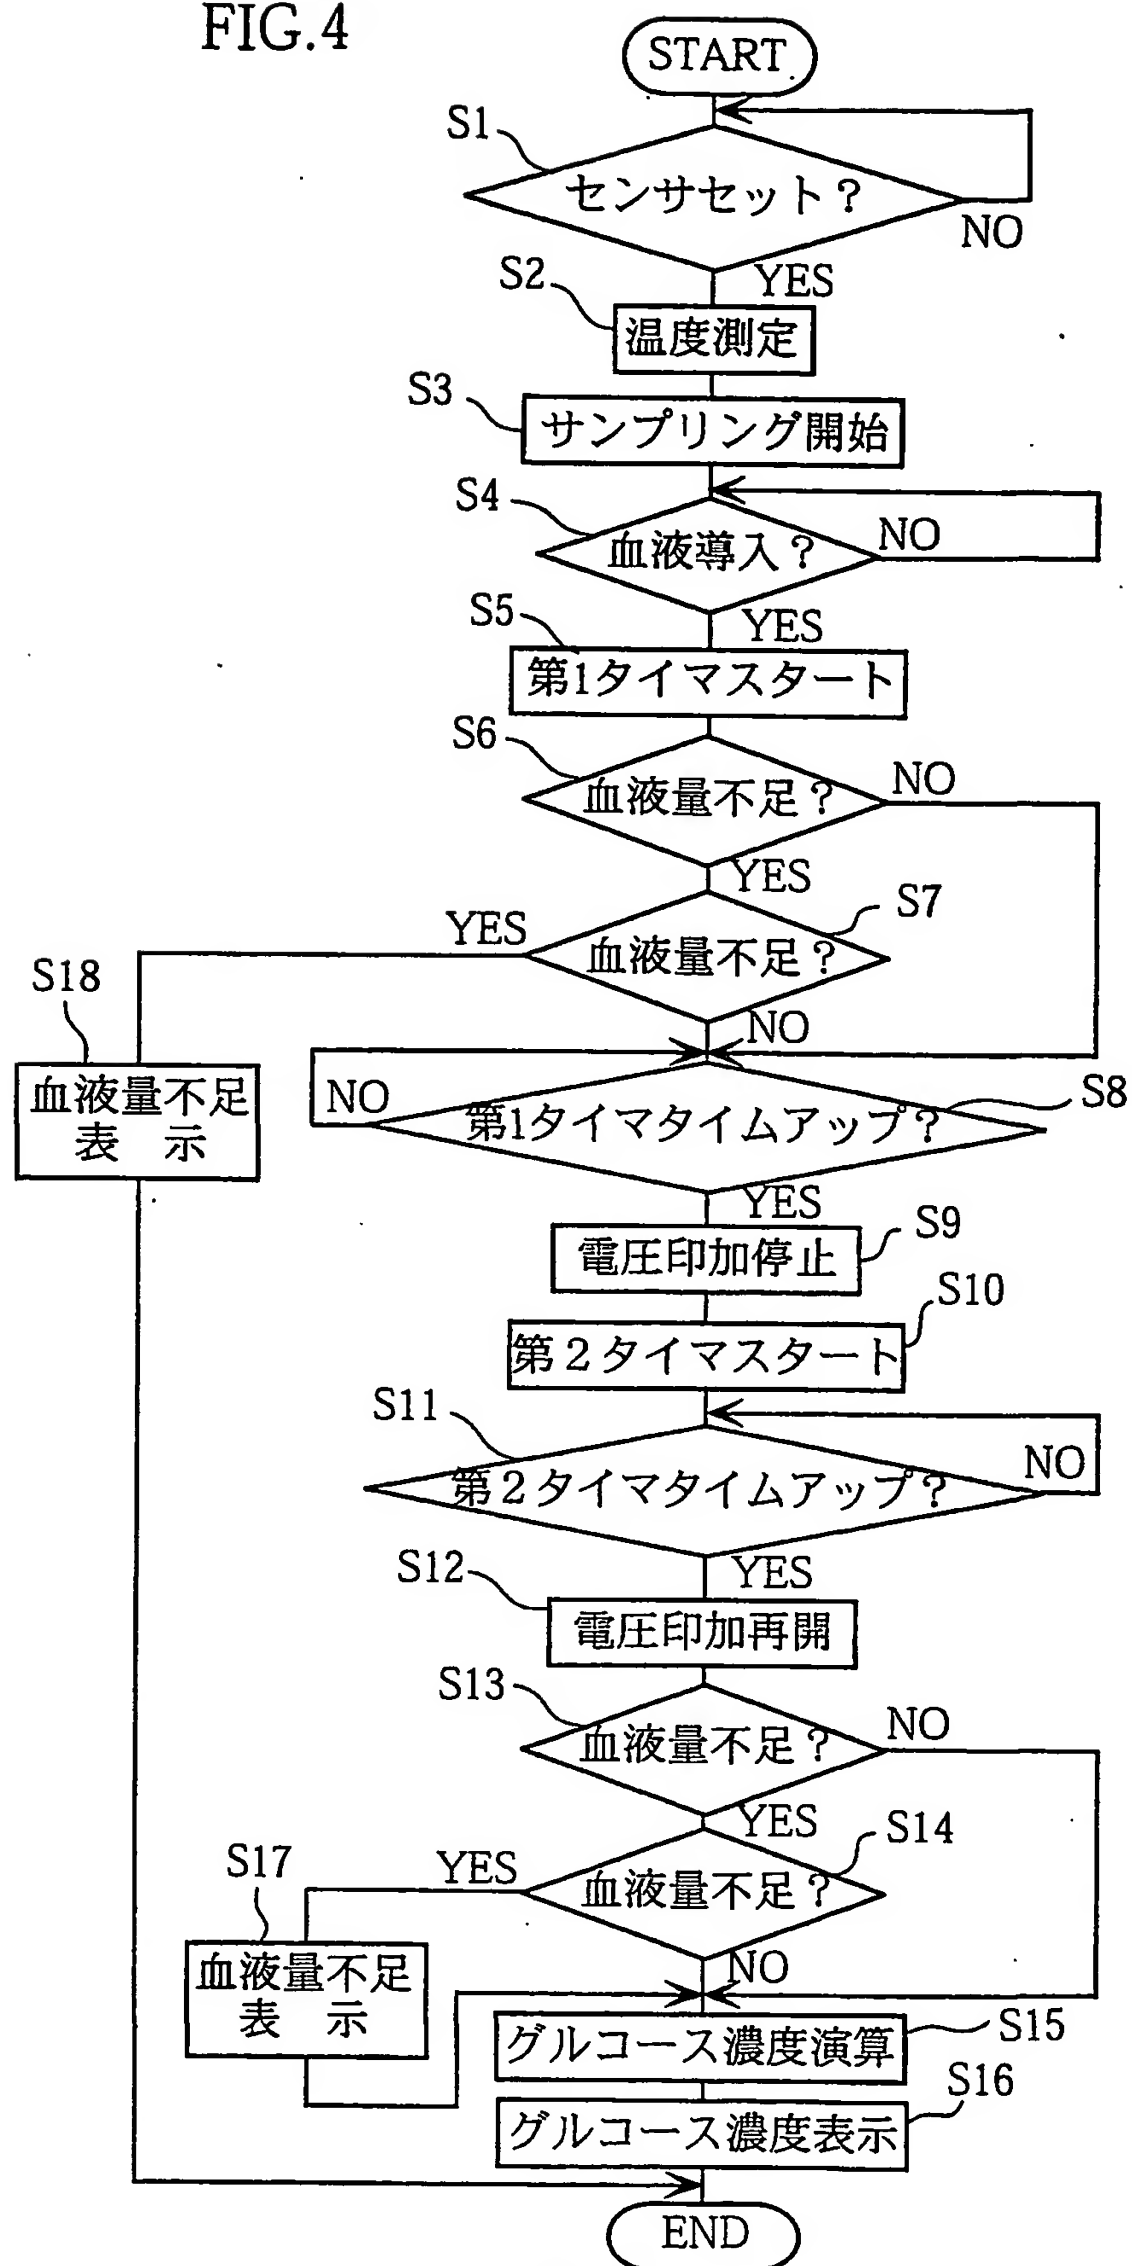 FIG.4
START
S1
センサセット？
NO
YES
S2
温度測定
S3
サンプリング開始
S4
血液導入？
NO
YES
S5
第1タイマスタート
S6
血液量不足？
NO
YES
S7
血液量不足？
YES
NO
S18
血液量不足
表　示
S8
第1タイマタイムアップ？
NO
YES
S9
電圧印加停止
S10
第２タイマスタート
S11
第２タイマタイムアップ？
NO
YES
S12
電圧印加再開
S13
血液量不足？
NO
YES
S14
血液量不足？
YES
NO
S17
血液量不足
表　示
S15
グルコース濃度演算
S16
グルコース濃度表示
END